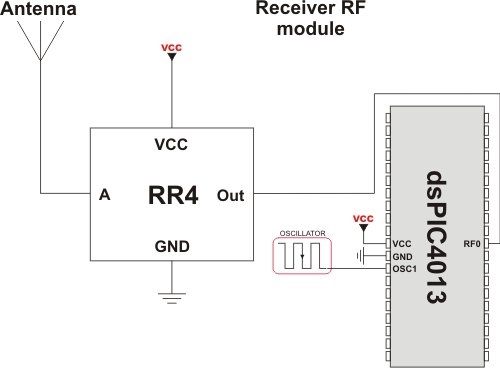 Antenna
Receiver RF
module
vcc
VCC
A
RR4
Out
GND
vcc
OSCILLATOR
VCC
GND
OSC1
RF0
dsPIC4013